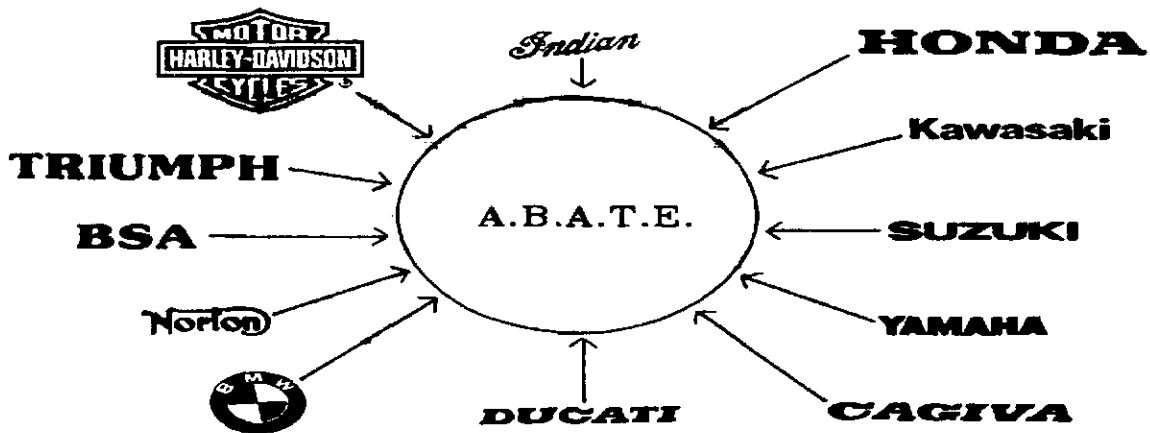 MOTOR
HARLEY-DAVIDSON
CYCLES
Indian
HONDA
Kawasaki
TRIUMPH
A.B.A.T.E.
BSA
SUZUKI
Norton
YAMAHA
BMW
DUCATI
CAGIVA